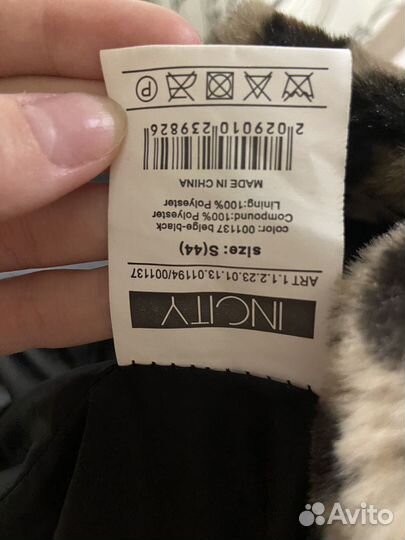 INCITY
ART 1.1.2.23.01.13.01194/001137
size: S(44)
color: 001137 beige-black
Compound:100% Polyester
Lining:100% Polyester
MADE IN CHINA
2 029010 239826
P
Avito